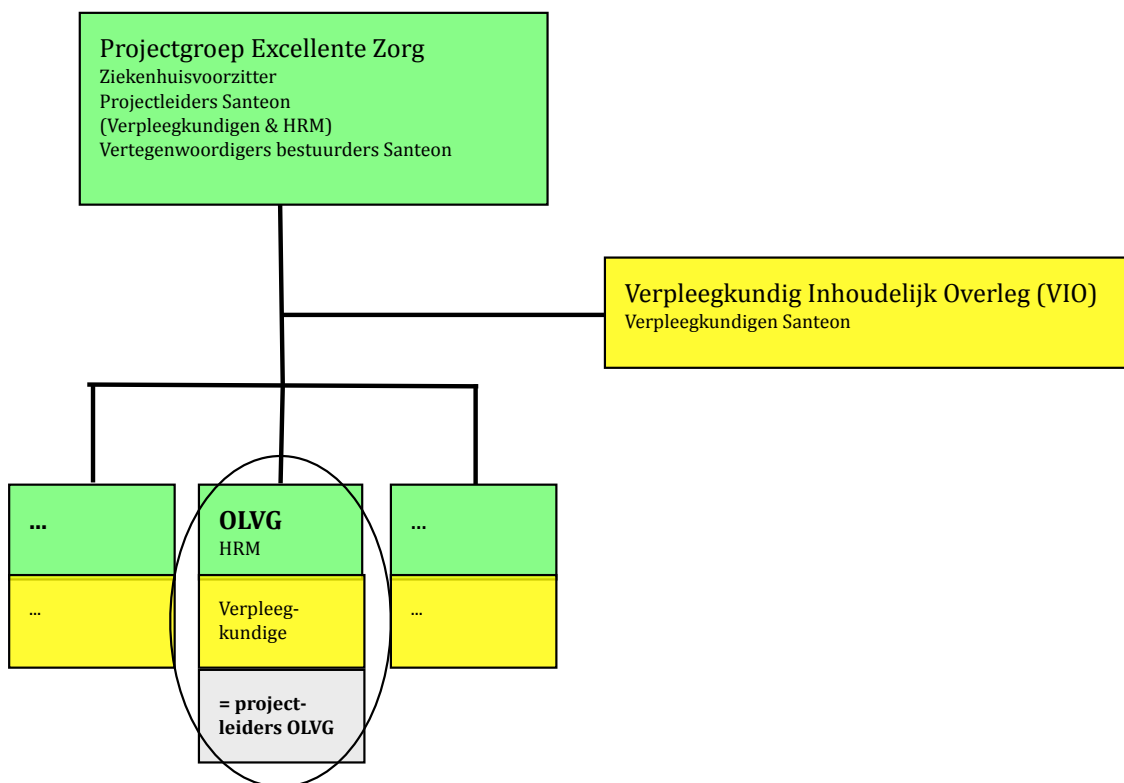 Projectgroep Excellente Zorg
Ziekenhuisvoorzitter
Projectleiders Santeon
(Verpleegkundigen & HRM)
Vertegenwoordigers bestuurders Santeon
Verpleegkundig Inhoudelijk Overleg (VIO)
Verpleegkundigen Santeon
...
...
OLVG
HRM
Verpleeg-
kundige
= project-
leiders OLVG
...
...